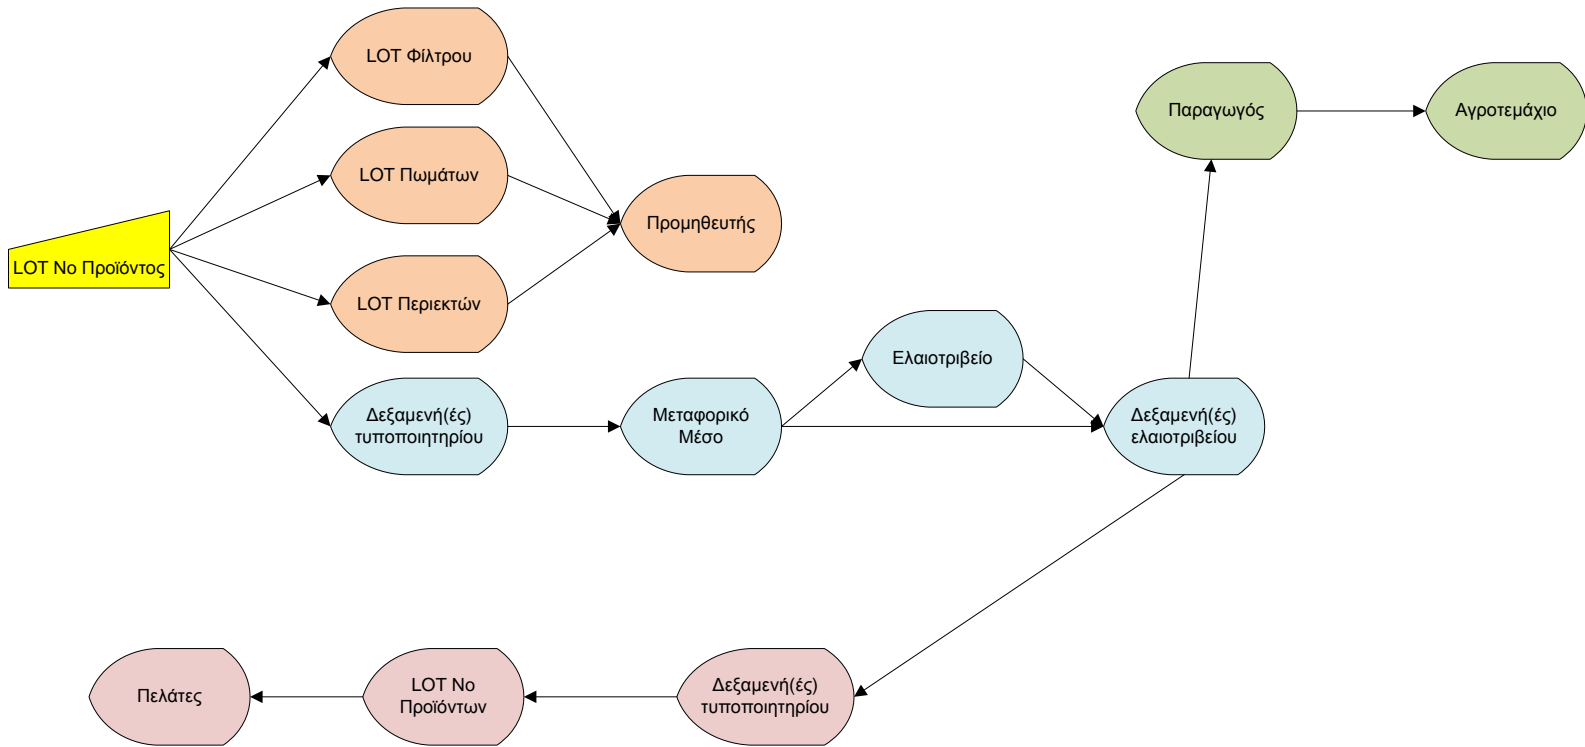 LOT Φίλτρου
LOT Πωμάτων
LOT Περιεκτών
LOT No Προϊόντος
Προμηθευτής
Παραγωγός
Αγροτεμάχιο
Ελαιοτριβείο
Δεξαμενή(ές)
τυποποιητηρίου
Μεταφορικό
Μέσο
Δεξαμενή(ές)
ελαιοτριβείου
Πελάτες
LOT No
Προϊόντων
Δεξαμενή(ές)
τυποποιητηρίου